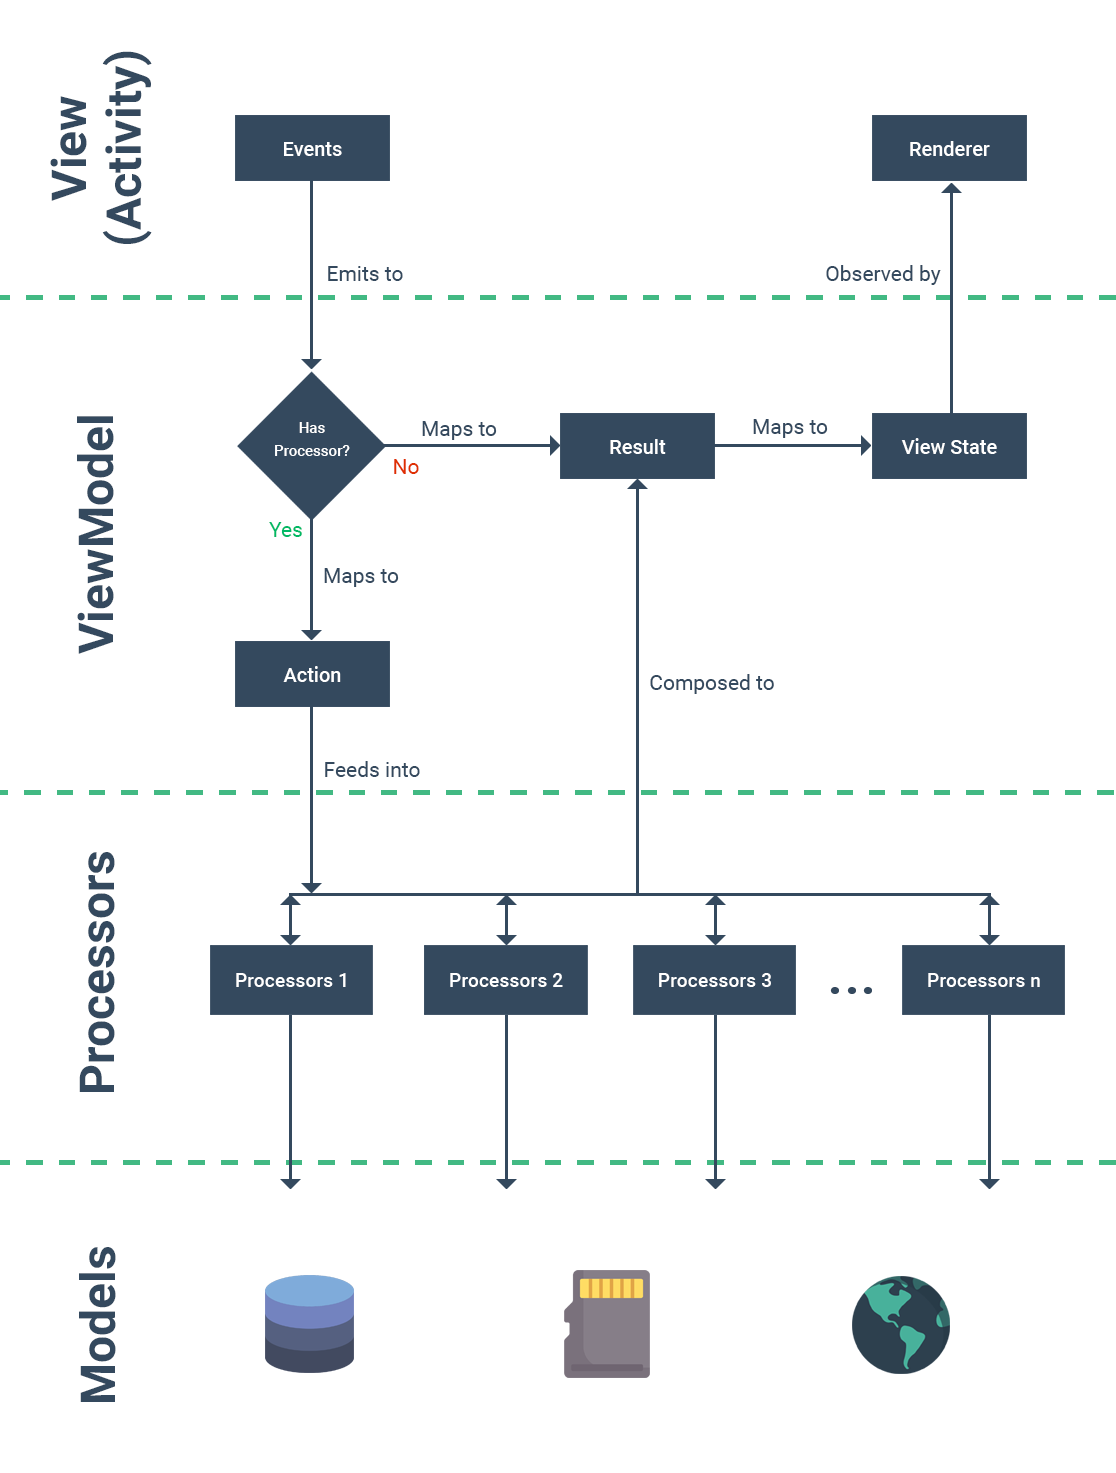 View
(Activity)
Events
Renderer
Emits to
Observed by
ViewModel
Has
Processor?
Maps to
No
Result
Maps to
View State
Yes
Maps to
Action
Composed to
Feeds into
Processors
Processors 1
Processors 2
Processors 3
...
Processors n
Models